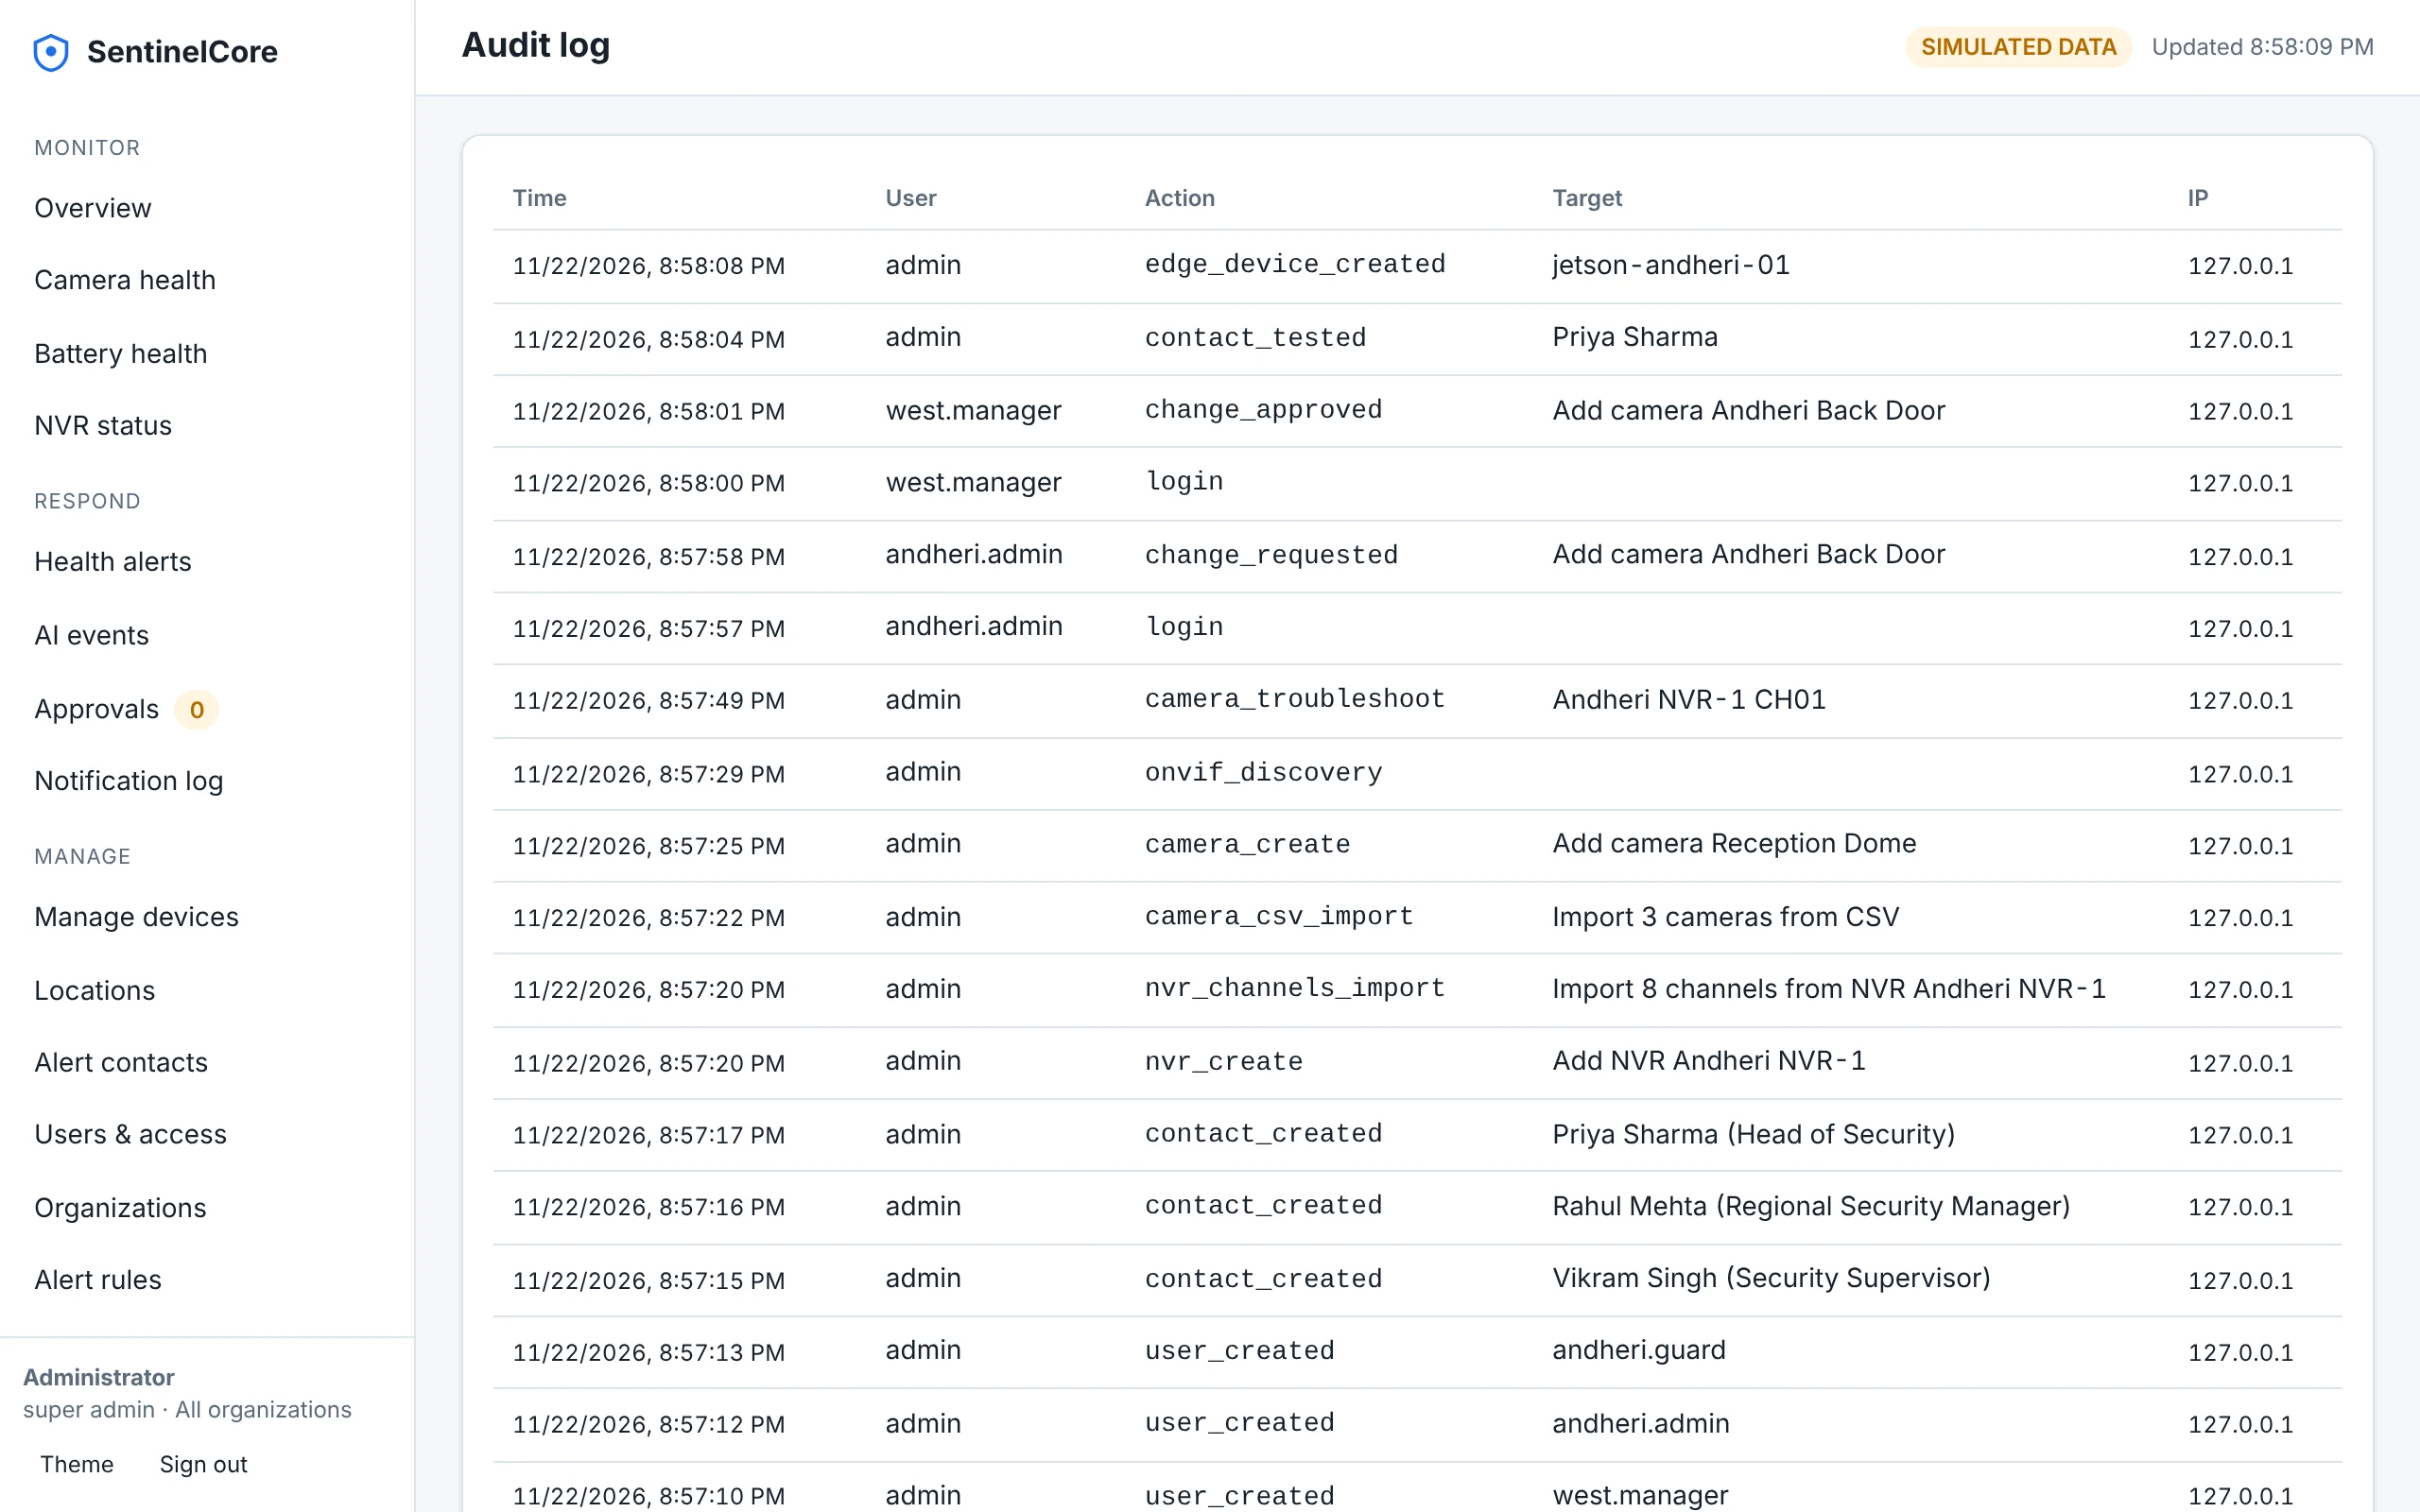 SentinelCore
MONITOR
Overview
Camera health
Battery health
NVR status
RESPOND
Health alerts
AI events
Approvals 0
Notification log
MANAGE
Manage devices
Locations
Alert contacts
Users & access
Organizations
Alert rules
Administrator
super admin · All organizations
Theme Sign out
Audit log
SIMULATED DATA Updated 8:58:09 PM
Time User Action Target IP
11/22/2026, 8:58:08 PM admin edge_device_created jetson-andheri-01 127.0.0.1
11/22/2026, 8:58:04 PM admin contact_tested Priya Sharma 127.0.0.1
11/22/2026, 8:58:01 PM west.manager change_approved Add camera Andheri Back Door 127.0.0.1
11/22/2026, 8:58:00 PM west.manager login 127.0.0.1
11/22/2026, 8:57:58 PM andheri.admin change_requested Add camera Andheri Back Door 127.0.0.1
11/22/2026, 8:57:57 PM andheri.admin login 127.0.0.1
11/22/2026, 8:57:49 PM admin camera_troubleshoot Andheri NVR-1 CH01 127.0.0.1
11/22/2026, 8:57:29 PM admin onvif_discovery 127.0.0.1
11/22/2026, 8:57:25 PM admin camera_create Add camera Reception Dome 127.0.0.1
11/22/2026, 8:57:22 PM admin camera_csv_import Import 3 cameras from CSV 127.0.0.1
11/22/2026, 8:57:20 PM admin nvr_channels_import Import 8 channels from NVR Andheri NVR-1 127.0.0.1
11/22/2026, 8:57:20 PM admin nvr_create Add NVR Andheri NVR-1 127.0.0.1
11/22/2026, 8:57:17 PM admin contact_created Priya Sharma (Head of Security) 127.0.0.1
11/22/2026, 8:57:16 PM admin contact_created Rahul Mehta (Regional Security Manager) 127.0.0.1
11/22/2026, 8:57:15 PM admin contact_created Vikram Singh (Security Supervisor) 127.0.0.1
11/22/2026, 8:57:13 PM admin user_created andheri.guard 127.0.0.1
11/22/2026, 8:57:12 PM admin user_created andheri.admin 127.0.0.1
11/22/2026, 8:57:10 PM admin user_created west.manager 127.0.0.1